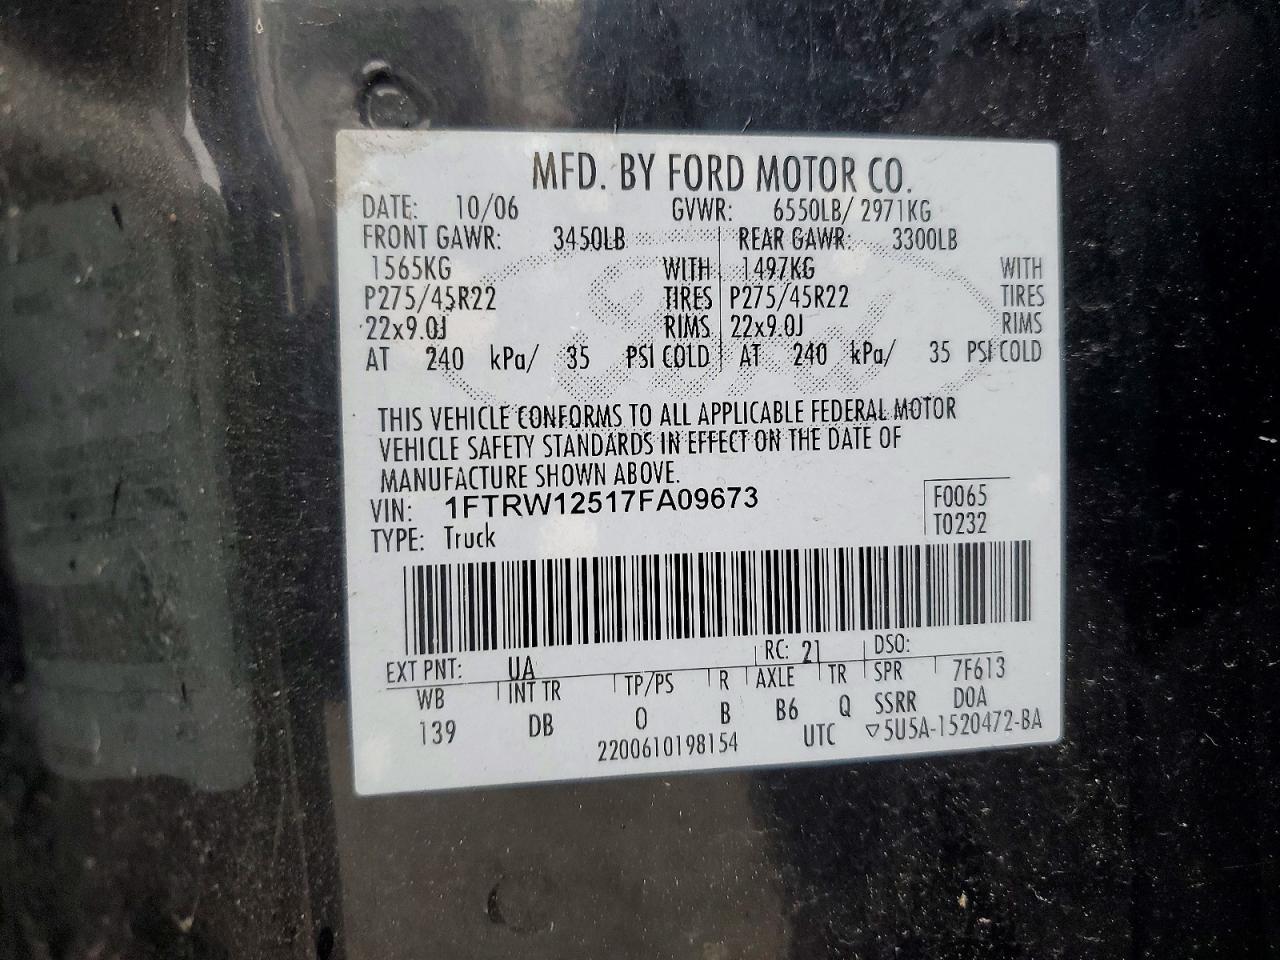 MFD. BY FORD MOTOR CO.
DATE: 10/06 GVWR: 6550LB/ 2971KG
FRONT GAWR: 3450LB REAR GAWR: 3300LB
1565KG WITH 1497KG WITH
P275/45R22 TIRES P275/45R22 TIRES
22x9.0J RIMS 22x9.0J RIMS
AT 240 kPa/ 35 PSI COLD AT 240 kPa/ 35 PSI COLD
THIS VEHICLE CONFORMS TO ALL APPLICABLE FEDERAL MOTOR
VEHICLE SAFETY STANDARDS IN EFFECT ON THE DATE OF
MANUFACTURE SHOWN ABOVE.
VIN: 1FTRW12517FA09673 F0065
TYPE: Truck T0232
EXT PNT: UA RC: 21 DSO:
WB INT TR TP/PS R AXLE TR SPR 7F613
139 DB O B B6 Q SSRR DOA
2200610198154 UTC ▽5U5A-1520472-BA